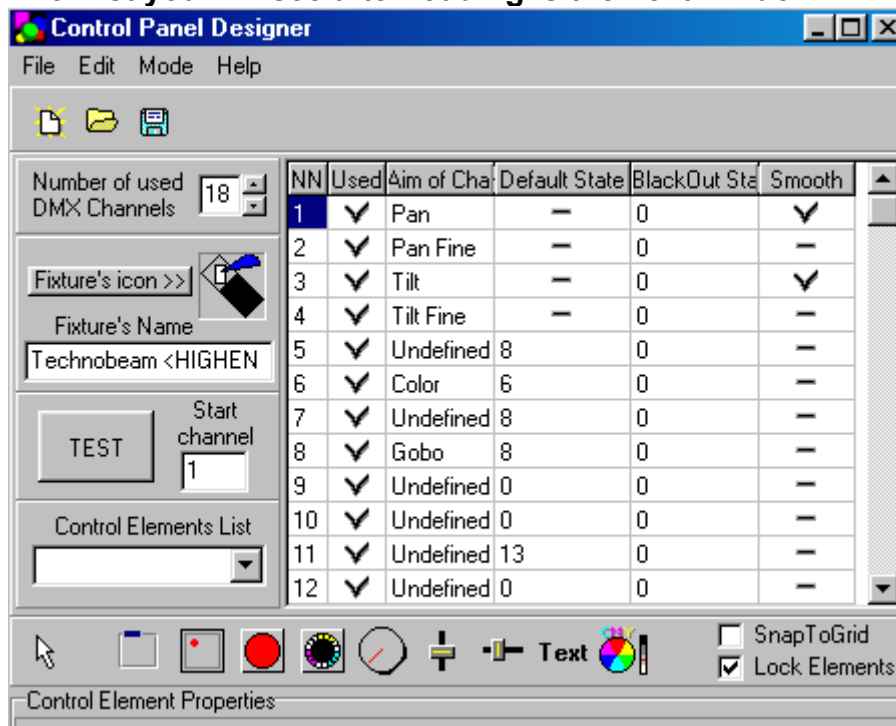 Control Panel Designer
File Edit Mode Help
Number of used
DMX Channels
18
Fixture's icon >>
Fixture's Name
Technobeam <HIGHEN
TEST
Start
channel
1
Control Elements List
NN Used Aim of Cha Default State BlackOut Sta Smooth
1 Pan 0
2 Pan Fine 0
3 Tilt 0
4 Tilt Fine 0
5 Undefined 8 0
6 Color 6 0
7 Undefined 8 0
8 Gobo 8 0
9 Undefined 0 0
10 Undefined 0 0
11 Undefined 13 0
12 Undefined 0 0
Text
SnapToGrid
Lock Elements
Control Element Properties